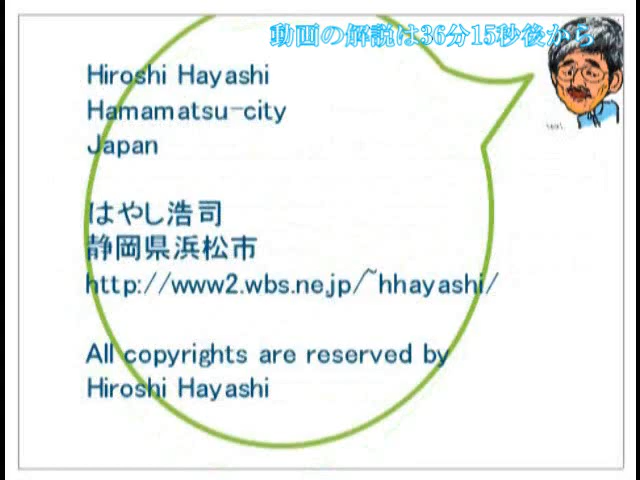 動画の解説は36分15秒後から
Hiroshi Hayashi
Hamamatsu-city
Japan
はやし浩司
静岡県浜松市
http://www2.wbs.ne.jp/~hhayashi/
All copyrights are reserved by
Hiroshi Hayashi